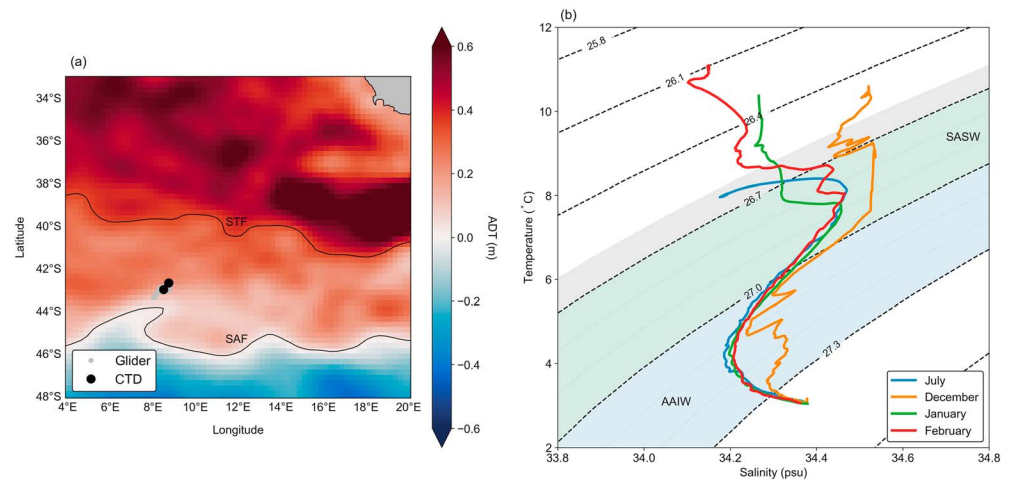 (a)
34°S
36°S
38°S
40°S
42°S
44°S
46°S
48°S
Latitude
STF
SAF
Glider
CTD
4°E
6°E
8°E
10°E
12°E
14°E
16°E
18°E
20°E
Longitude
0.6
0.4
0.2
0.0
−0.2
−0.4
−0.6
ADT (m)
(b)
12
10
8
6
4
2
Temperature (°C)
25.8
26.1
26.4
26.7
27.0
27.3
SASW
AAIW
July
December
January
February
33.8
34.0
34.2
34.4
34.6
34.8
Salinity (psu)